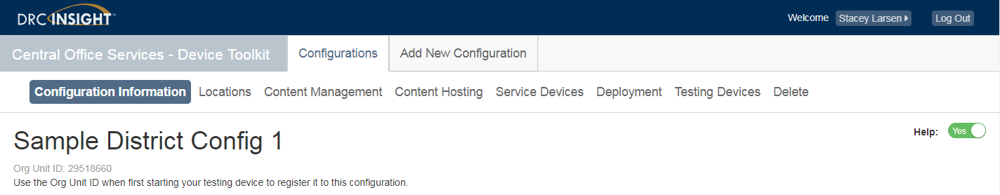 DRC INSIGHT™
Welcome Stacey Larsen Log Out
Central Office Services - Device Toolkit Configurations Add New Configuration
Configuration Information Locations Content Management Content Hosting Service Devices Deployment Testing Devices Delete
Sample District Config 1
Help: Yes
Org Unit ID: 29518660
Use the Org Unit ID when first starting your testing device to register it to this configuration.